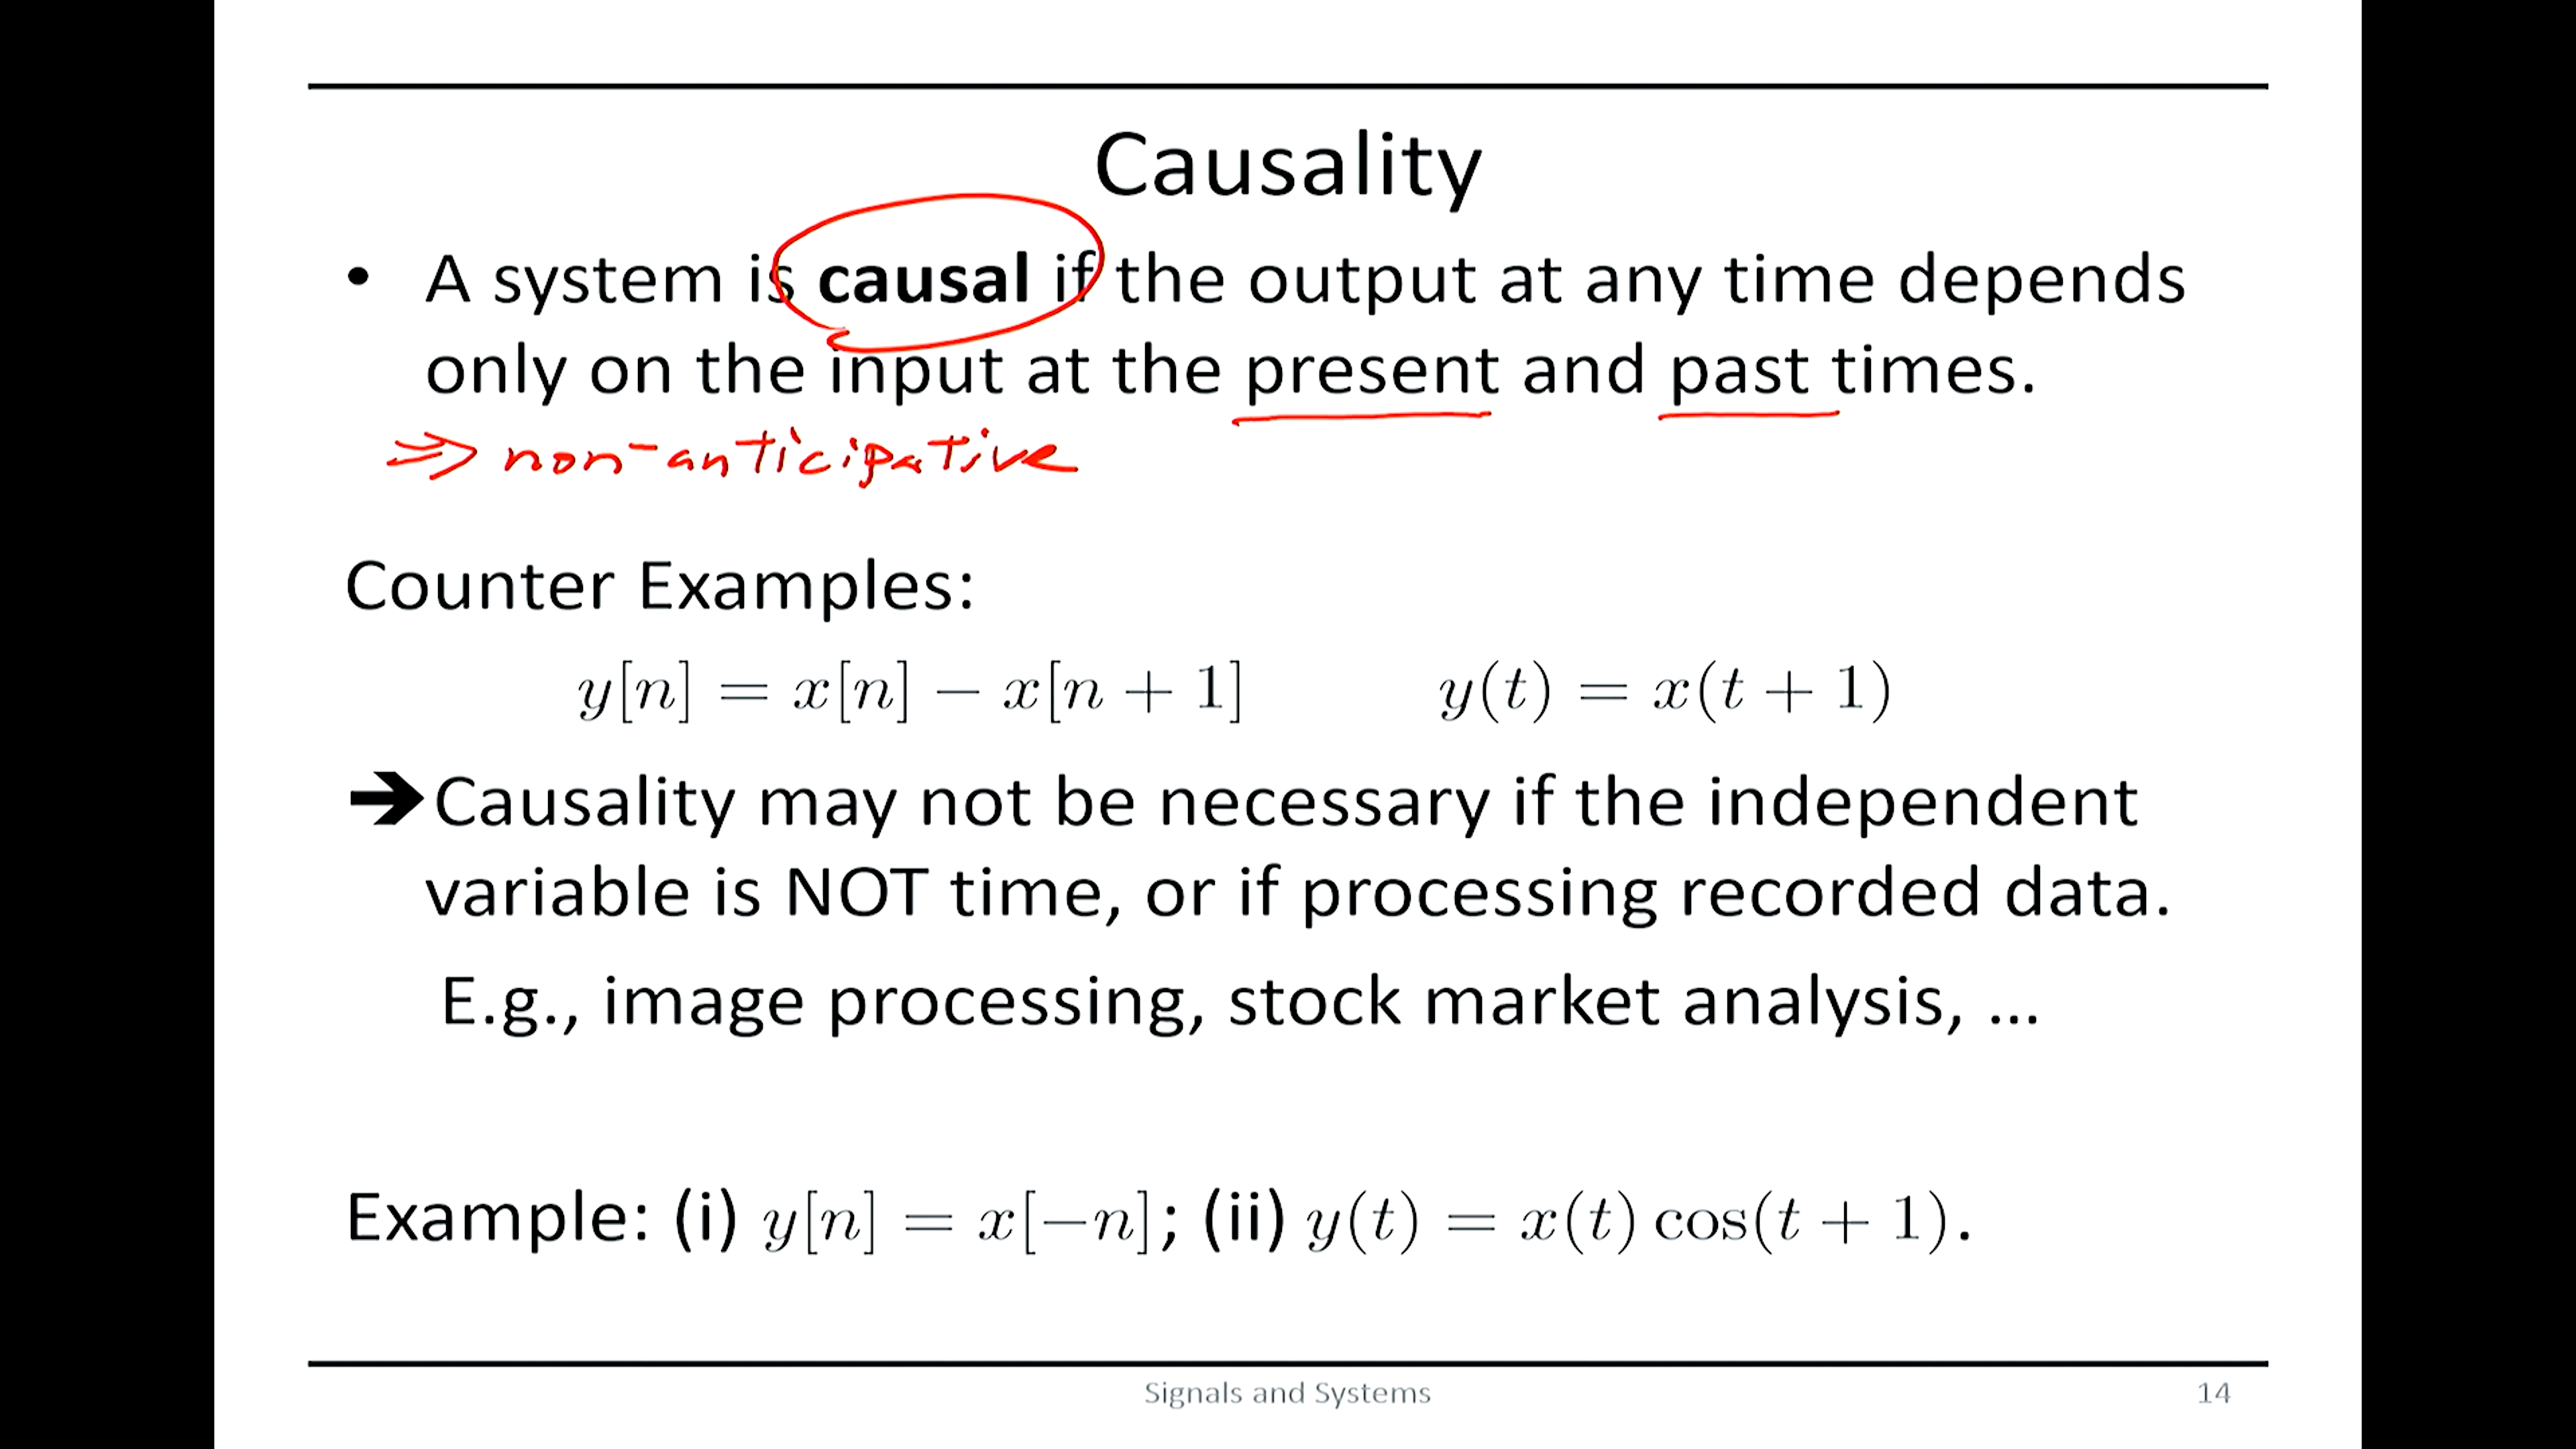 Causality
• A system is causal if the output at any time depends
only on the input at the present and past times.
⇒ non-anticipative
Counter Examples:
y[n] = x[n] − x[n + 1] y(t) = x(t + 1)
➔Causality may not be necessary if the independent
variable is NOT time, or if processing recorded data.
E.g., image processing, stock market analysis, ...
Example: (i) y[n] = x[−n]; (ii) y(t) = x(t) cos(t + 1).
Signals and Systems 14